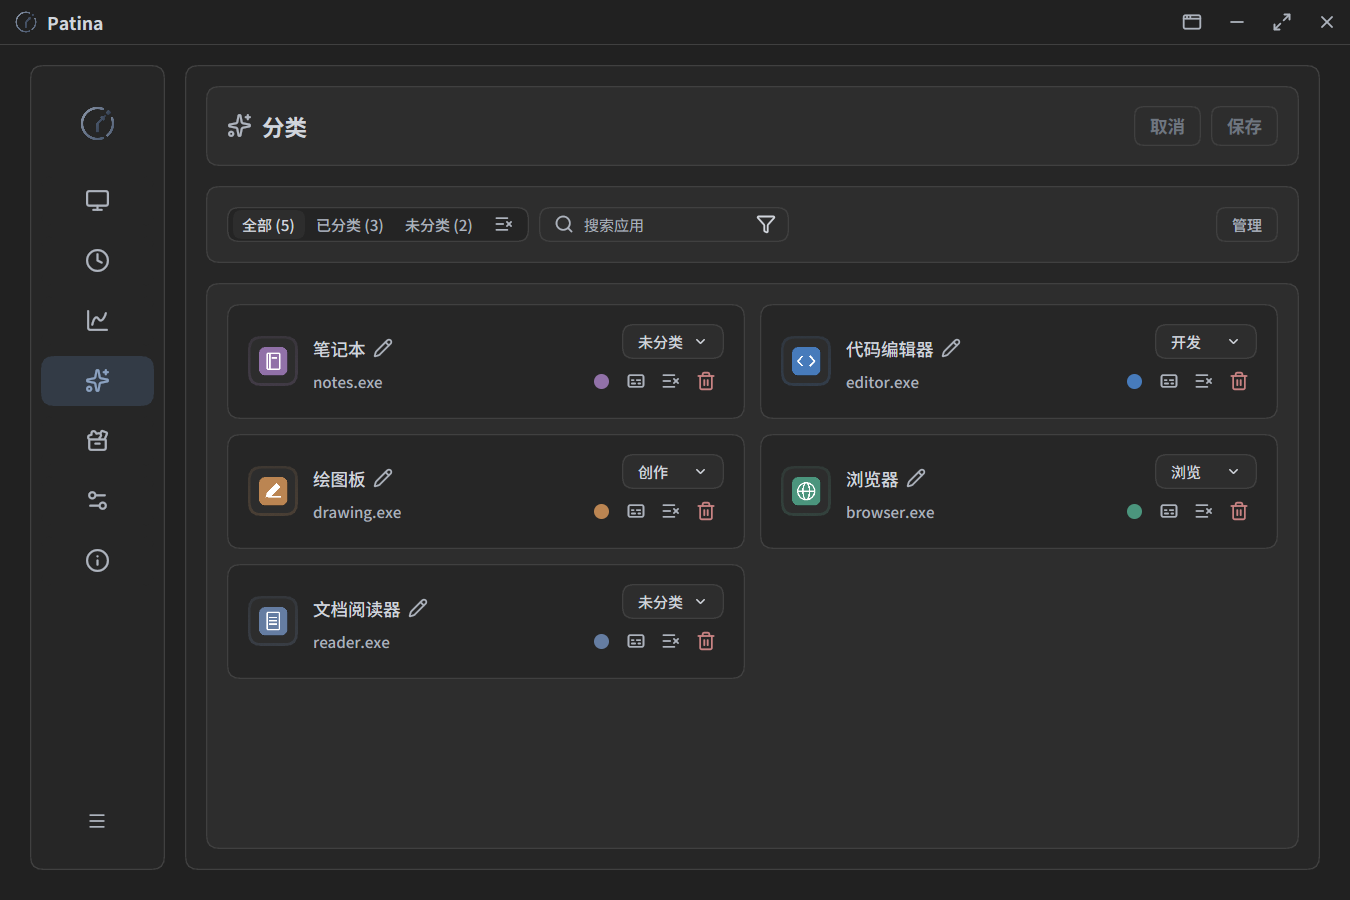 Patina
分类
取消
保存
全部 (5)
已分类 (3)
未分类 (2)
搜索应用
管理
笔记本
未分类
notes.exe
代码编辑器
开发
editor.exe
绘图板
创作
drawing.exe
浏览器
浏览
browser.exe
文档阅读器
未分类
reader.exe